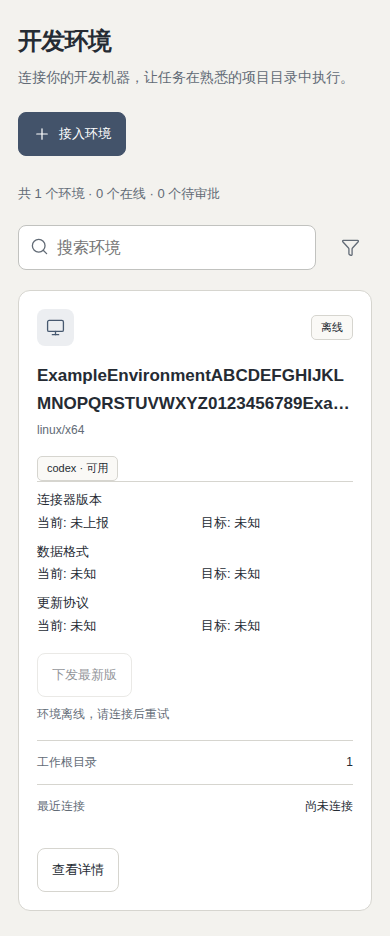 开发环境
连接你的开发机器，让任务在熟悉的项目目录中执行。
接入环境
共 1 个环境 · 0 个在线 · 0 个待审批
搜索环境
离线
ExampleEnvironmentABCDEFGHIJKL
MNOPQRSTUVWXYZ0123456789Exa…
linux/x64
codex · 可用
连接器版本
当前: 未上报 目标: 未知
数据格式
当前: 未知 目标: 未知
更新协议
当前: 未知 目标: 未知
下发最新版
环境离线，请连接后重试
工作根目录 1
最近连接 尚未连接
查看详情